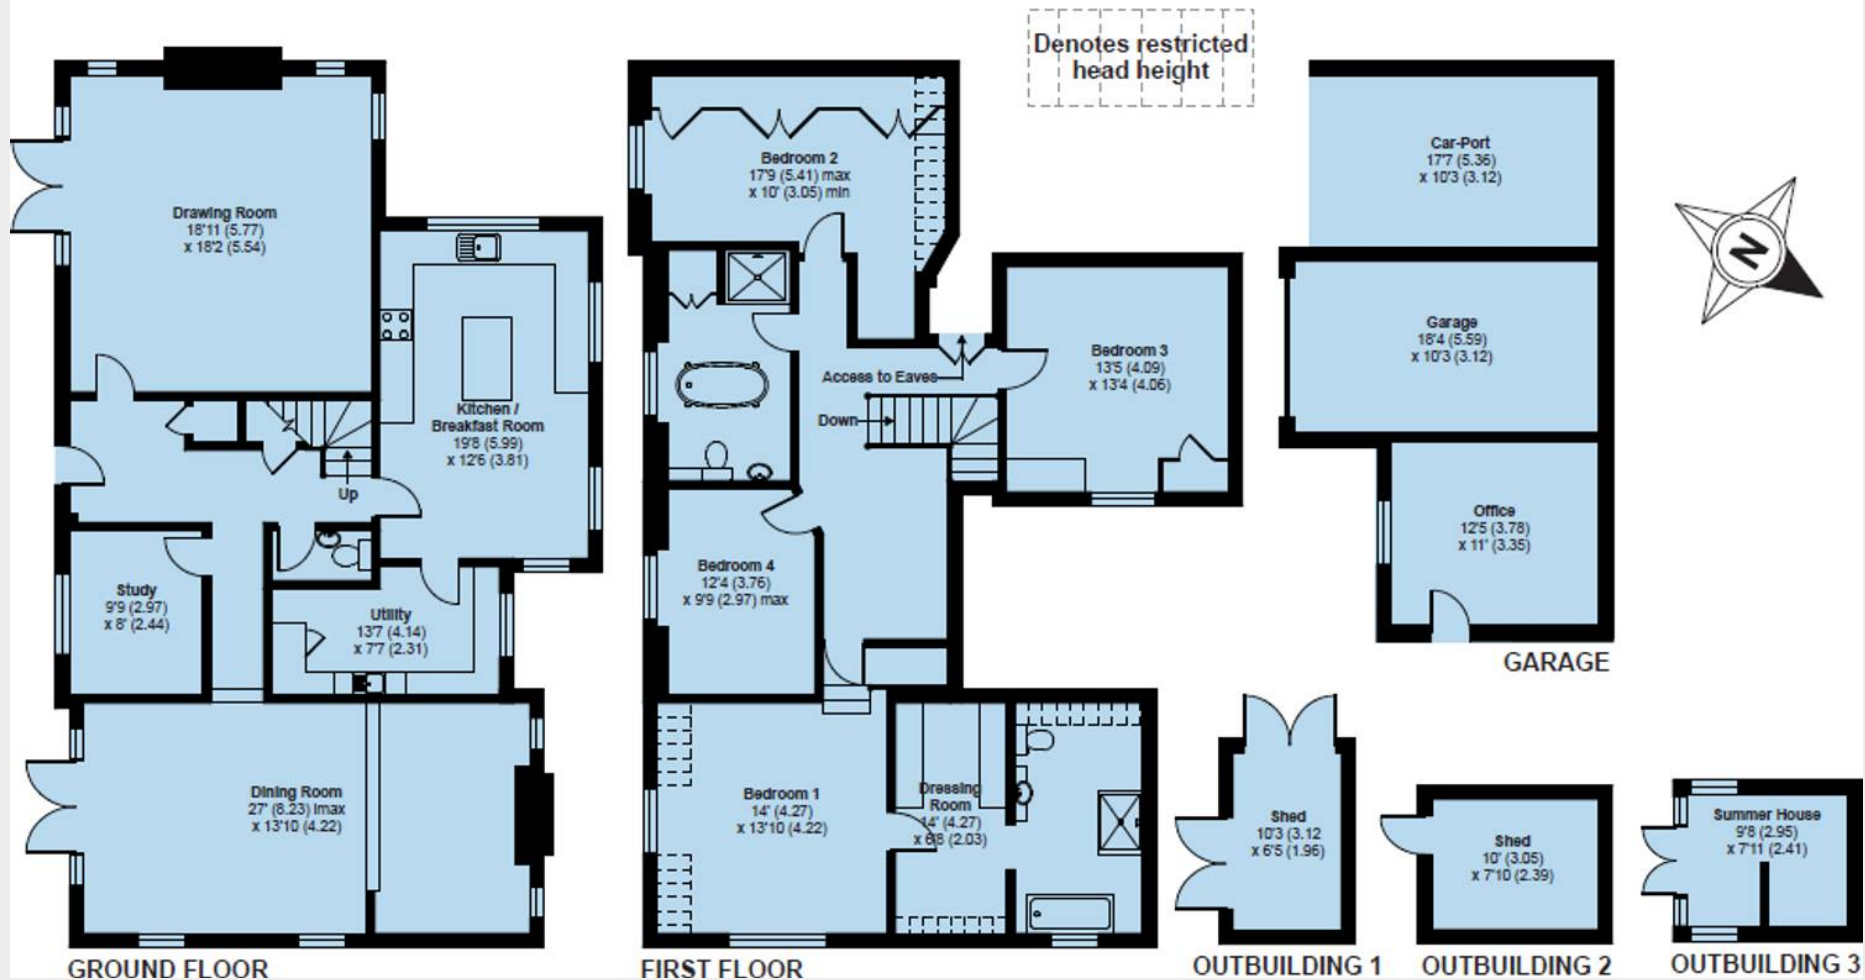 Denotes restricted
head height
Drawing Room
18'11 (5.77)
x 18'2 (5.54)
Kitchen /
Breakfast Room
19'8 (5.99)
x 12'6 (3.81)
Up
Study
9'9 (2.97)
x 8' (2.44)
Utility
13'7 (4.14)
x 7'7 (2.31)
Dining Room
27' (8.23) max
x 13'10 (4.22)
GROUND FLOOR
Bedroom 2
17'9 (5.41) max
x 10' (3.05) min
Bedroom 3
13'5 (4.09)
x 13'4 (4.06)
Access to Eaves
Down
Bedroom 4
12'4 (3.76)
x 9'9 (2.97) max
Bedroom 1
14' (4.27)
x 13'10 (4.22)
Dressing
Room
14' (4.27)
x 6'8 (2.03)
FIRST FLOOR
Car-Port
17'7 (5.36)
x 10'3 (3.12)
N
Garage
18'4 (5.59)
x 10'3 (3.12)
Office
12'5 (3.78)
x 11' (3.35)
GARAGE
Shed
10'3 (3.12
x 6'5 (1.96)
OUTBUILDING 1
Shed
10' (3.05)
x 7'10 (2.39)
OUTBUILDING 2
Summer House
9'8 (2.95)
x 7'11 (2.41)
OUTBUILDING 3